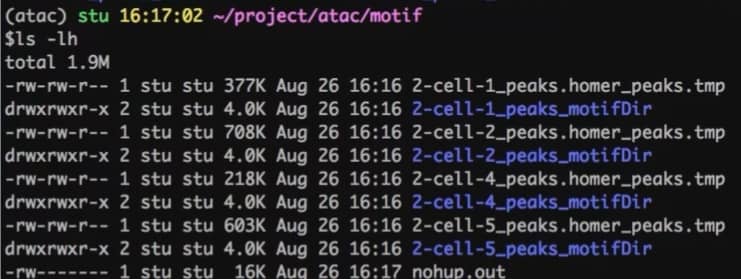 (atac) stu 16:17:02 ~/project/atac/motif
$ls -lh
total 1.9M
-rw-rw-r-- 1 stu stu 377K Aug 26 16:16 2-cell-1_peaks.homer_peaks.tmp
drwxrwxr-x 2 stu stu 4.0K Aug 26 16:16 2-cell-1_peaks_motifDir
-rw-rw-r-- 1 stu stu 708K Aug 26 16:16 2-cell-2_peaks.homer_peaks.tmp
drwxrwxr-x 2 stu stu 4.0K Aug 26 16:16 2-cell-2_peaks_motifDir
-rw-rw-r-- 1 stu stu 218K Aug 26 16:16 2-cell-4_peaks.homer_peaks.tmp
drwxrwxr-x 2 stu stu 4.0K Aug 26 16:16 2-cell-4_peaks_motifDir
-rw-rw-r-- 1 stu stu 603K Aug 26 16:16 2-cell-5_peaks.homer_peaks.tmp
drwxrwxr-x 2 stu stu 4.0K Aug 26 16:16 2-cell-5_peaks_motifDir
-rw------- 1 stu stu 16K Aug 26 16:17 nohup.out